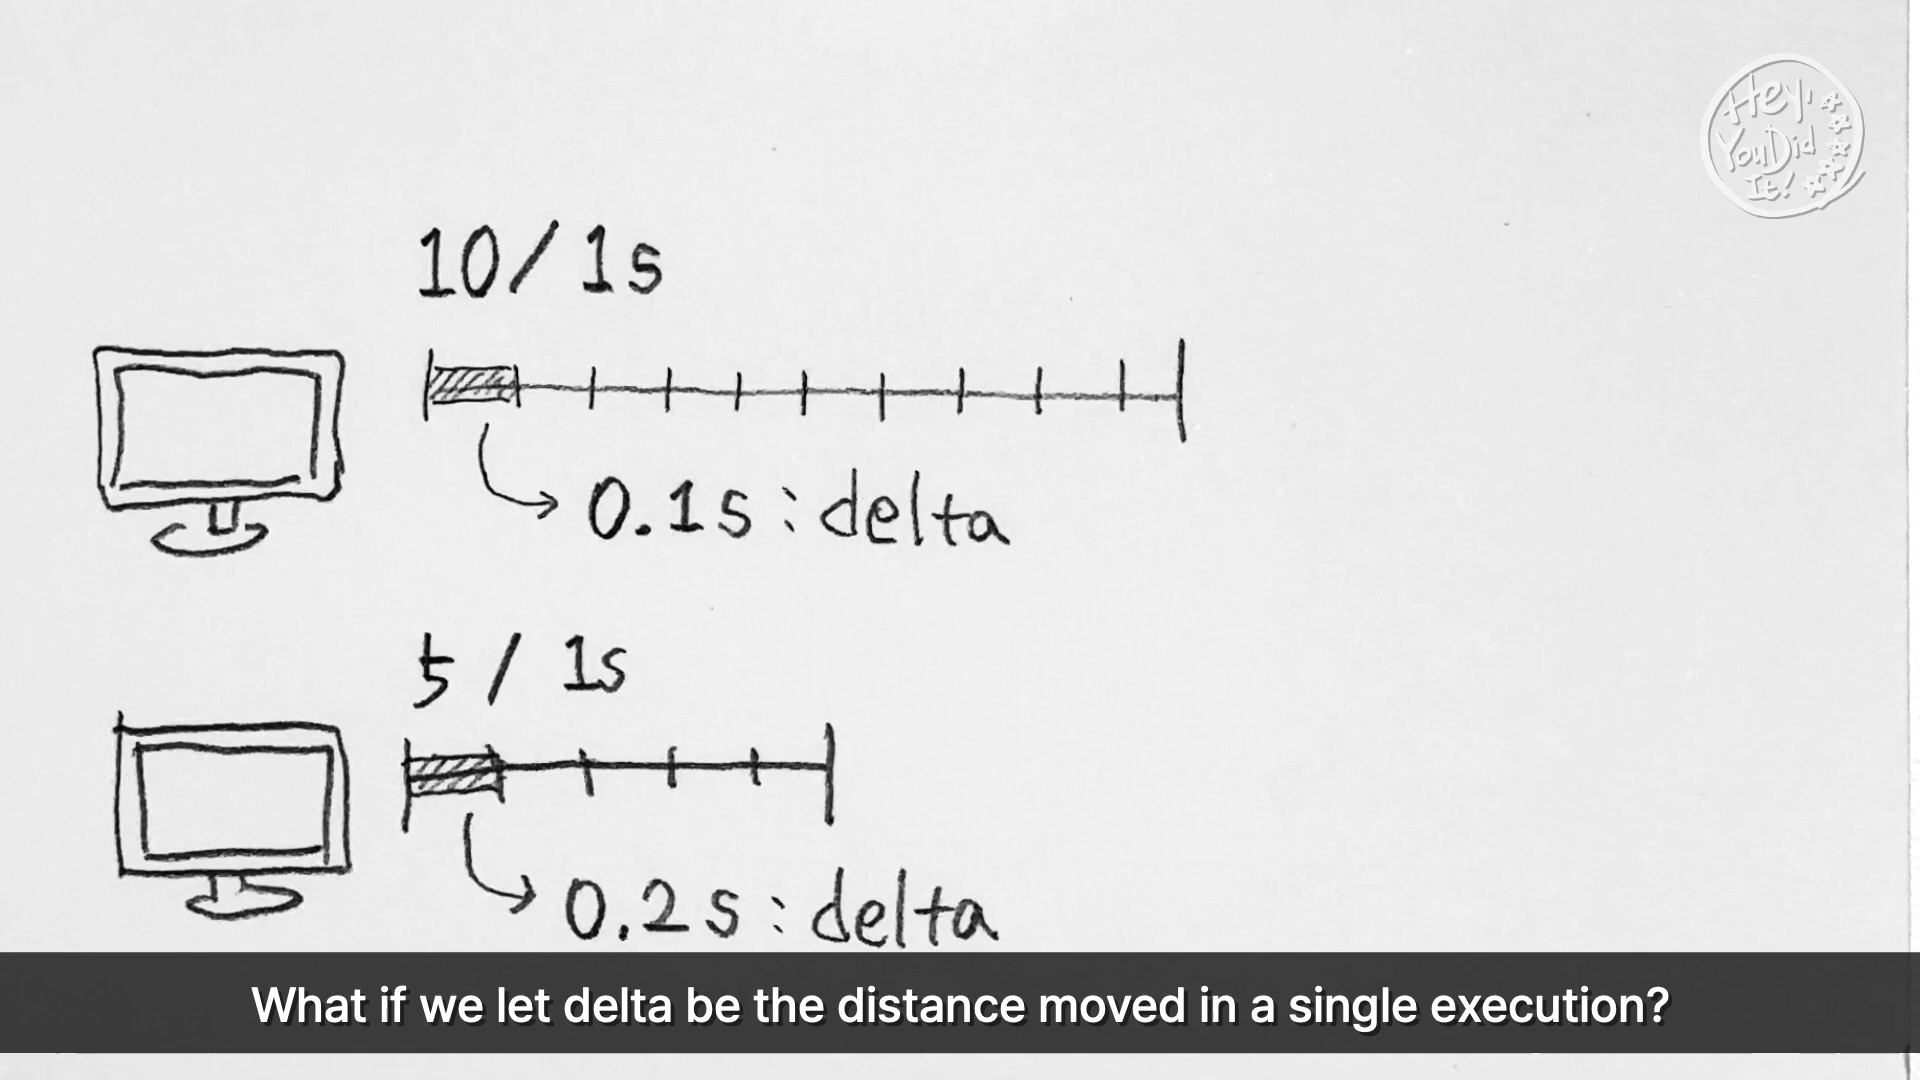 Hey,
You Did
It!
10/1s
0.1s : delta
5 / 1s
0.2s : delta
What if we let delta be the distance moved in a single execution?